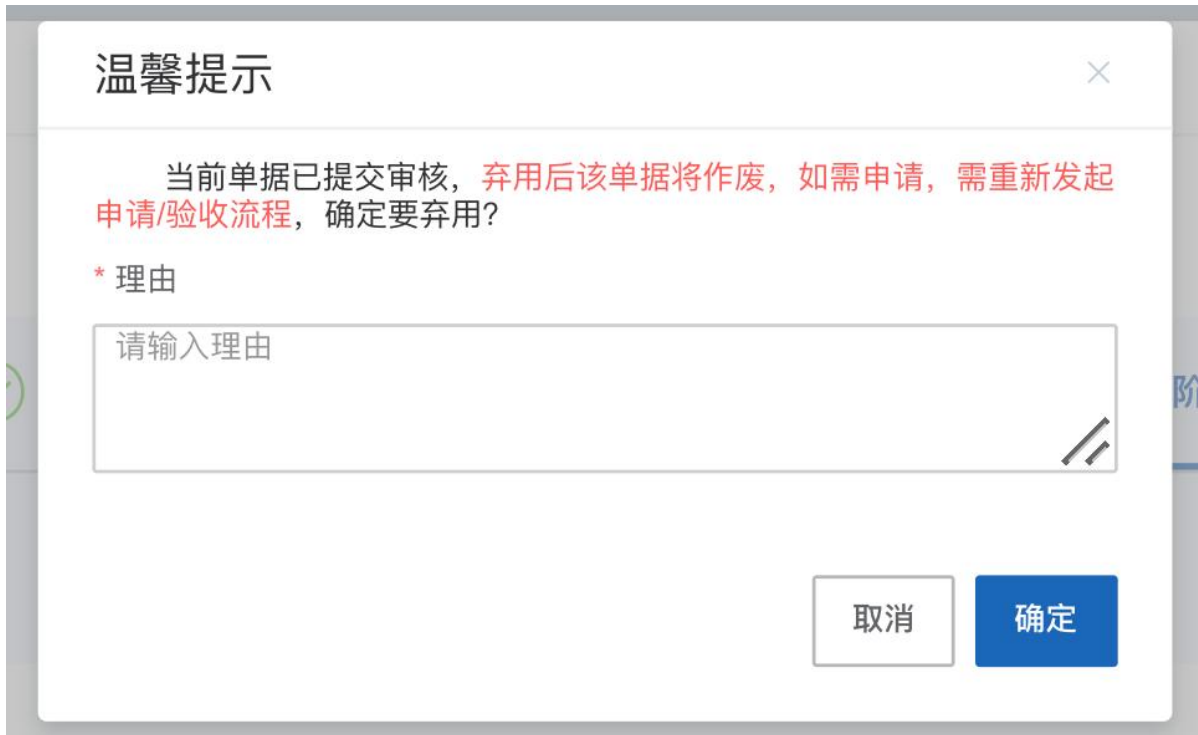 温馨提示
当前单据已提交审核，弃用后该单据将作废，如需申请，需重新发起
申请/验收流程，确定要弃用？
* 理由
请输入理由
阶
取消
确定